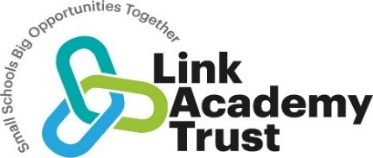 Small Schools Big Opportunities Together
Link
Academy
Trust